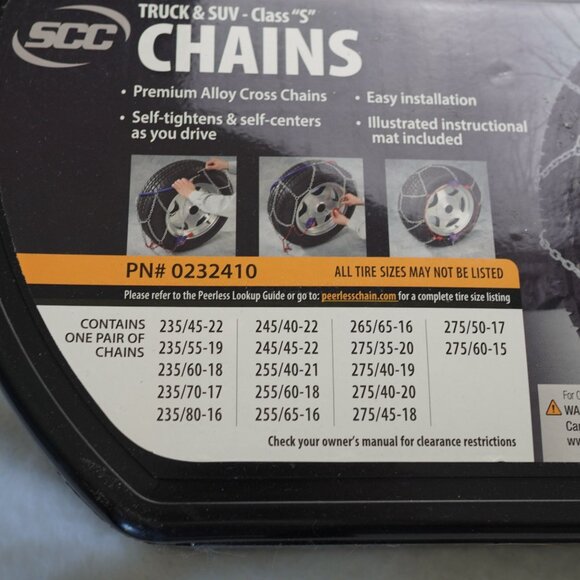 SCC
TRUCK & SUV - Class "S"
CHAINS
• Premium Alloy Cross Chains
• Self-tightens & self-centers
as you drive
• Easy installation
• Illustrated instructional
mat included
PN# 0232410
ALL TIRE SIZES MAY NOT BE LISTED
Please refer to the Peerless Lookup Guide or go to: peerlesschain.com for a complete tire size listing
CONTAINS
ONE PAIR OF
CHAINS
235/45-22 245/40-22 265/65-16 275/50-17
235/55-19 245/45-22 275/35-20 275/60-15
235/60-18 255/40-21 275/40-19
235/70-17 255/60-18 275/40-20
235/80-16 255/65-16 275/45-18
Check your owner's manual for clearance restrictions
For
WA
Can
ww